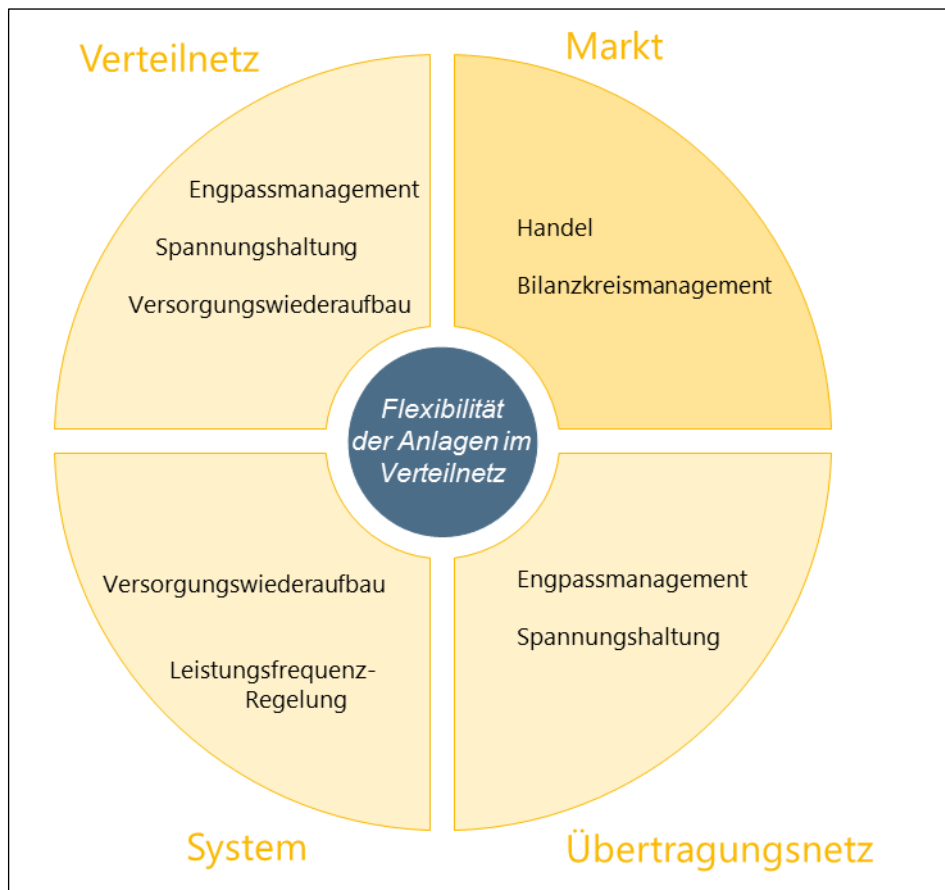 Verteilnetz
Markt
Engpassmanagement
Spannungshaltung
Versorgungswiederaufbau
Handel
Bilanzkreismanagement
Flexibilität
der Anlagen im
Verteilnetz
Versorgungswiederaufbau
Leistungsfrequenz-
Regelung
Engpassmanagement
Spannungshaltung
System
Übertragungsnetz